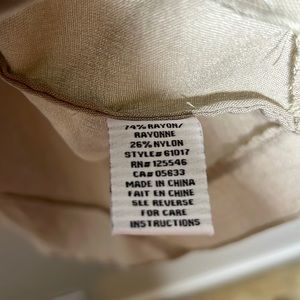 74% RAYON/
RAYONNE
26% NYLON
STYLE# 61017
RN# 125546
CA# 05633
MADE IN CHINA
FAIT EN CHINE
SEE REVERSE
FOR CARE
INSTRUCTIONS